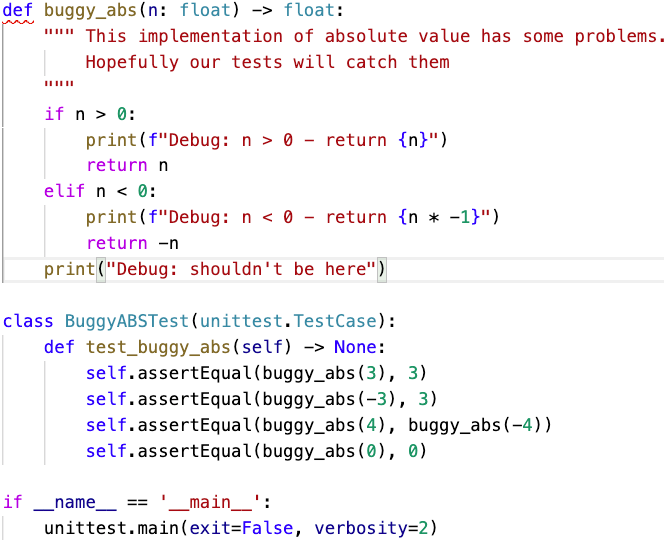 def buggy_abs(n: float) -> float:
    """ This implementation of absolute value has some problems.
        Hopefully our tests will catch them
    """
    if n > 0:
        print(f"Debug: n > 0 - return {n}")
        return n
    elif n < 0:
        print(f"Debug: n < 0 - return {n * -1}")
        return -n
    print("Debug: shouldn't be here")
class BuggyABSTest(unittest.TestCase):
    def test_buggy_abs(self) -> None:
        self.assertEqual(buggy_abs(3), 3)
        self.assertEqual(buggy_abs(-3), 3)
        self.assertEqual(buggy_abs(4), buggy_abs(-4))
        self.assertEqual(buggy_abs(0), 0)
if __name__ == '__main__':
    unittest.main(exit=False, verbosity=2)